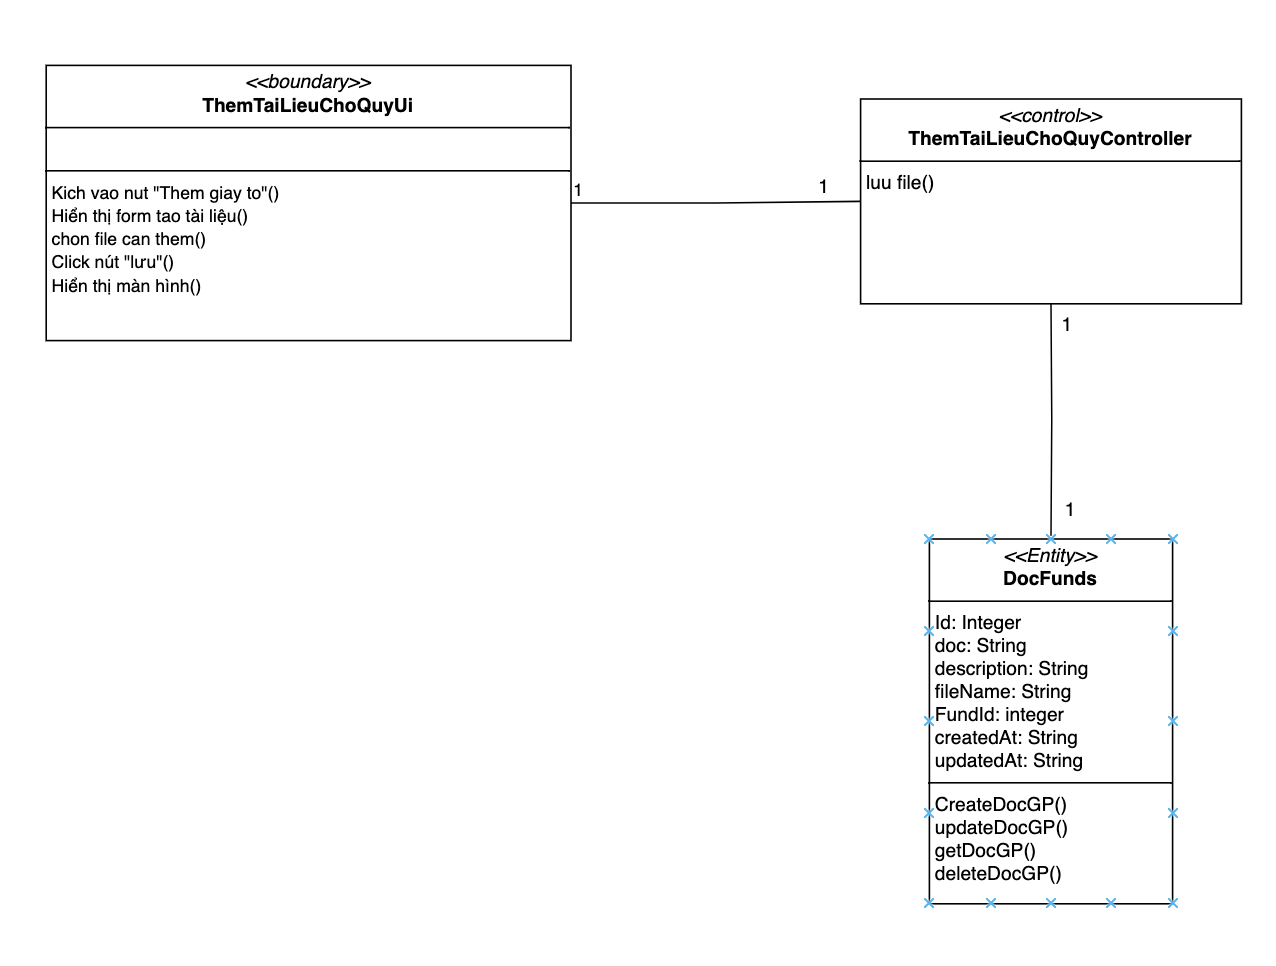 <<boundary>>
ThemTaiLieuChoQuyUi
Kich vao nut "Them giay to"()
Hiển thị form tao tài liệu()
chon file can them()
Click nút "lưu"()
Hiển thị màn hình()
1
1
<<control>>
ThemTaiLieuChoQuyController
luu file()
1
1
<<Entity>>
DocFunds
Id: Integer
doc: String
description: String
fileName: String
FundId: integer
createdAt: String
updatedAt: String
CreateDocGP()
updateDocGP()
getDocGP()
deleteDocGP()